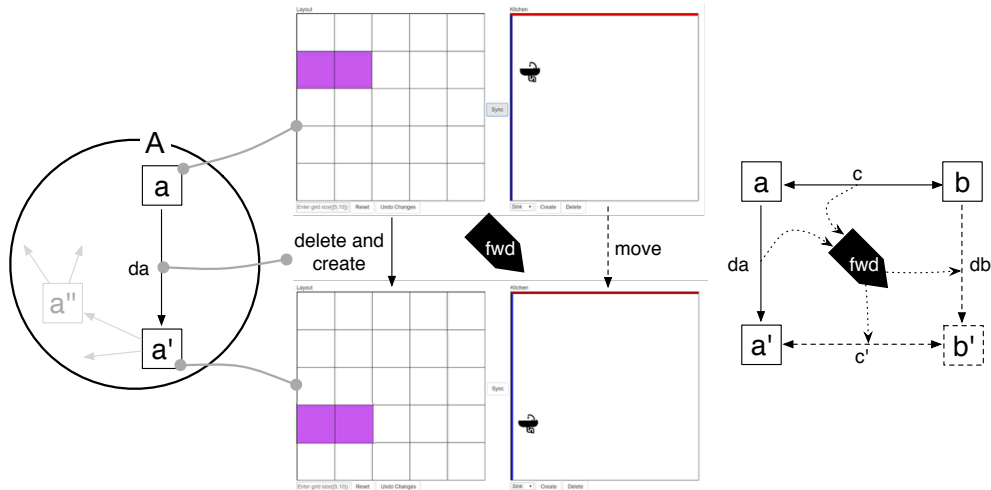 Layout
Kitchen
Sync
Enter grid size([5,10])
Reset
Undo Changes
Sink
Create
Delete
A
a
da
a"
a'
delete and
create
fwd
move
Layout
Kitchen
Sync
Enter grid size([5,10])
Reset
Undo Changes
Sink
Create
Delete
a
c
b
da
fwd
db
a'
c'
b'